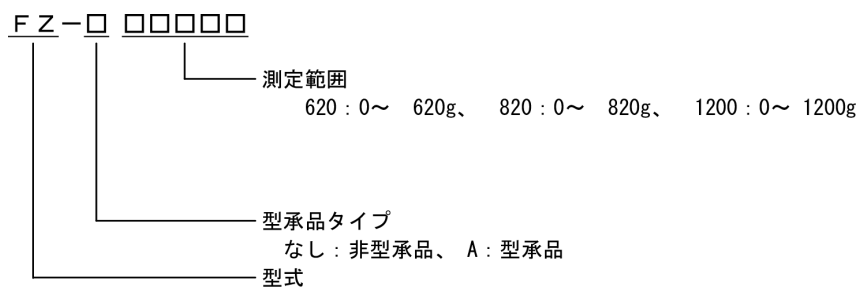 FZ-□ □□□□□
測定範囲
620:0~ 620g、 820:0~ 820g、 1200:0~ 1200g
型承品タイプ
なし:非型承品、 A:型承品
型式